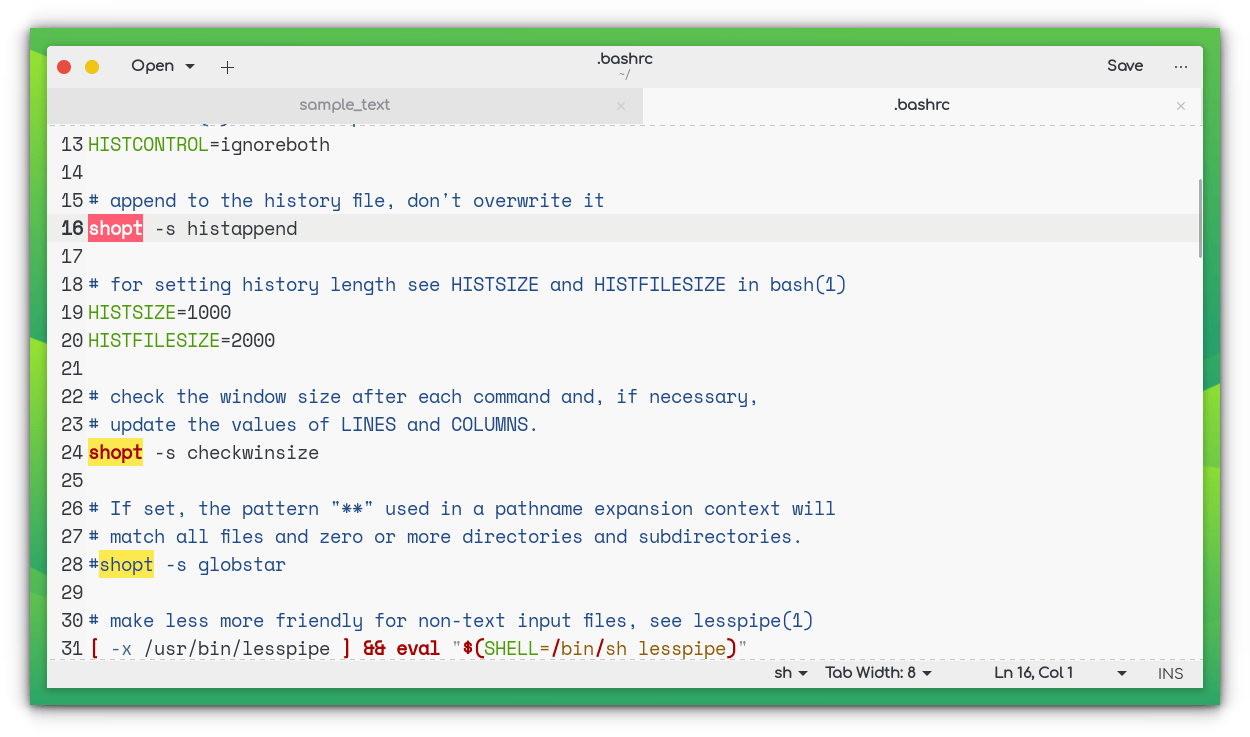 Open
.bashrc
~/
Save
sample_text
.bashrc
13 HISTCONTROL=ignoreboth
14
15 # append to the history file, don't overwrite it
16 shopt -s histappend
17
18 # for setting history length see HISTSIZE and HISTFILESIZE in bash(1)
19 HISTSIZE=1000
20 HISTFILESIZE=2000
21
22 # check the window size after each command and, if necessary,
23 # update the values of LINES and COLUMNS.
24 shopt -s checkwinsize
25
26 # If set, the pattern "**" used in a pathname expansion context will
27 # match all files and zero or more directories and subdirectories.
28 #shopt -s globstar
29
30 # make less more friendly for non-text input files, see lesspipe(1)
31 [ -x /usr/bin/lesspipe ] && eval "$(SHELL=/bin/sh lesspipe)"
sh Tab Width: 8 Ln 16, Col 1 INS